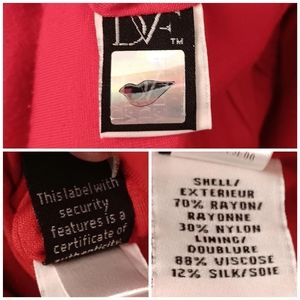 DVF
TM
This label with
security
features is a
certificate of
authenticity.
SHELL/
EXTERIEUR
70% RAYON/
RAYONNE
30% NYLON
LINING/
DOUBLURE
88% VISCOSE
12% SILK/SOIE